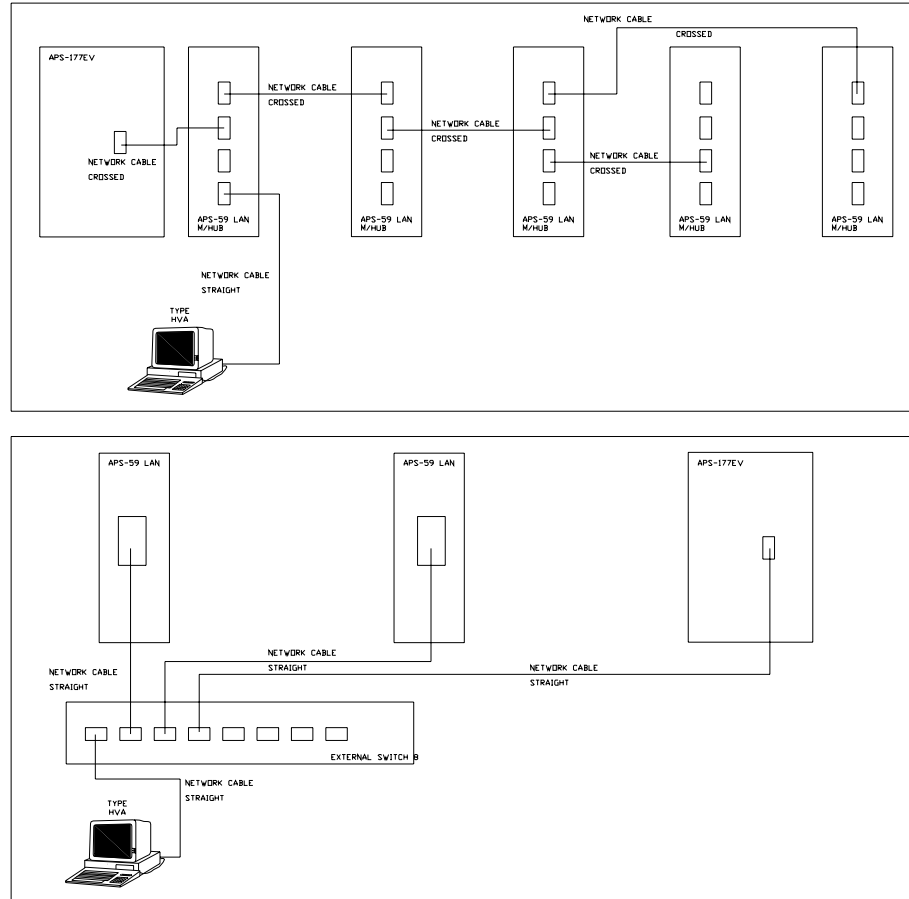 NETWORK CABLE
CROSSED
APS-177EV
NETWORK CABLE
CROSSED
NETWORK CABLE
CROSSED
NETWORK CABLE
CROSSED
NETWORK CABLE
CROSSED
APS-59 LAN
M/HUB
APS-59 LAN
M/HUB
APS-59 LAN
M/HUB
APS-59 LAN
M/HUB
APS-59 LAN
M/HUB
NETWORK CABLE
STRAIGHT
TYPE
HVA
APS-59 LAN
APS-59 LAN
APS-177EV
NETWORK CABLE
STRAIGHT
NETWORK CABLE
STRAIGHT
NETWORK CABLE
STRAIGHT
EXTERNAL SWITCH 8
NETWORK CABLE
STRAIGHT
TYPE
HVA